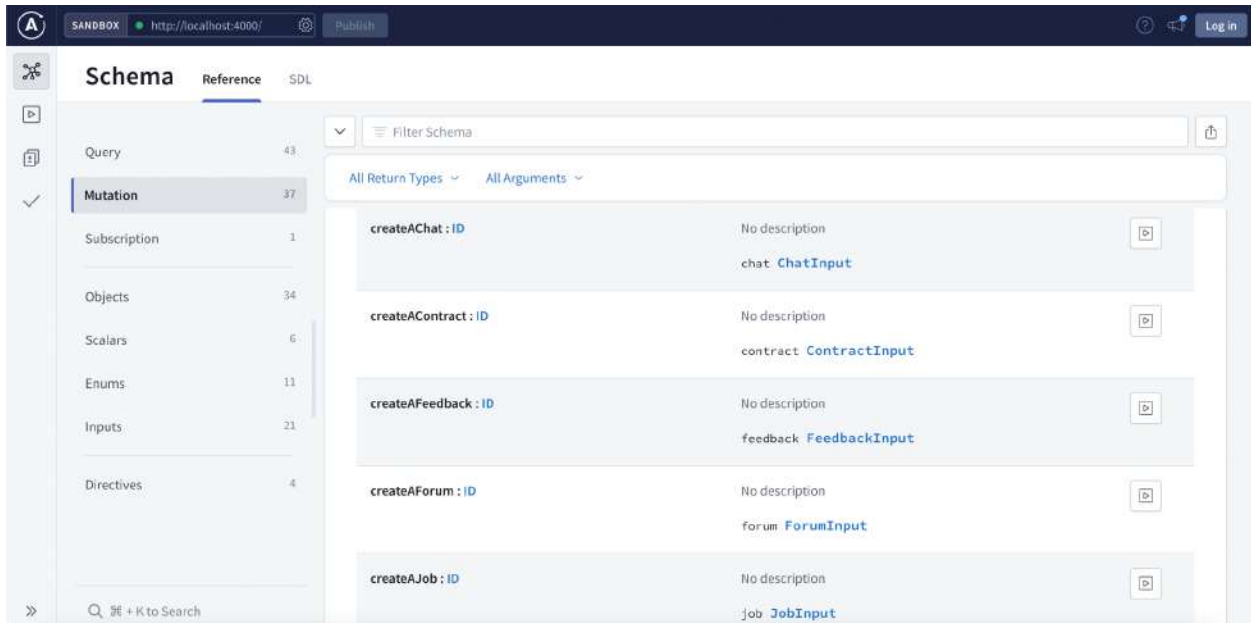 SANDBOX http://localhost:4000/ Publish Log in
Schema Reference SDL
Filter Schema
All Return Types All Arguments
Query 43
Mutation 37
Subscription 1
Objects 34
Scalars 6
Enums 11
Inputs 21
Directives 4
⌘ + K to Search
createAChat : ID
No description
chat ChatInput
createAContract : ID
No description
contract ContractInput
createAFeedback : ID
No description
feedback FeedbackInput
createAForum : ID
No description
forum ForumInput
createAJob : ID
No description
job JobInput